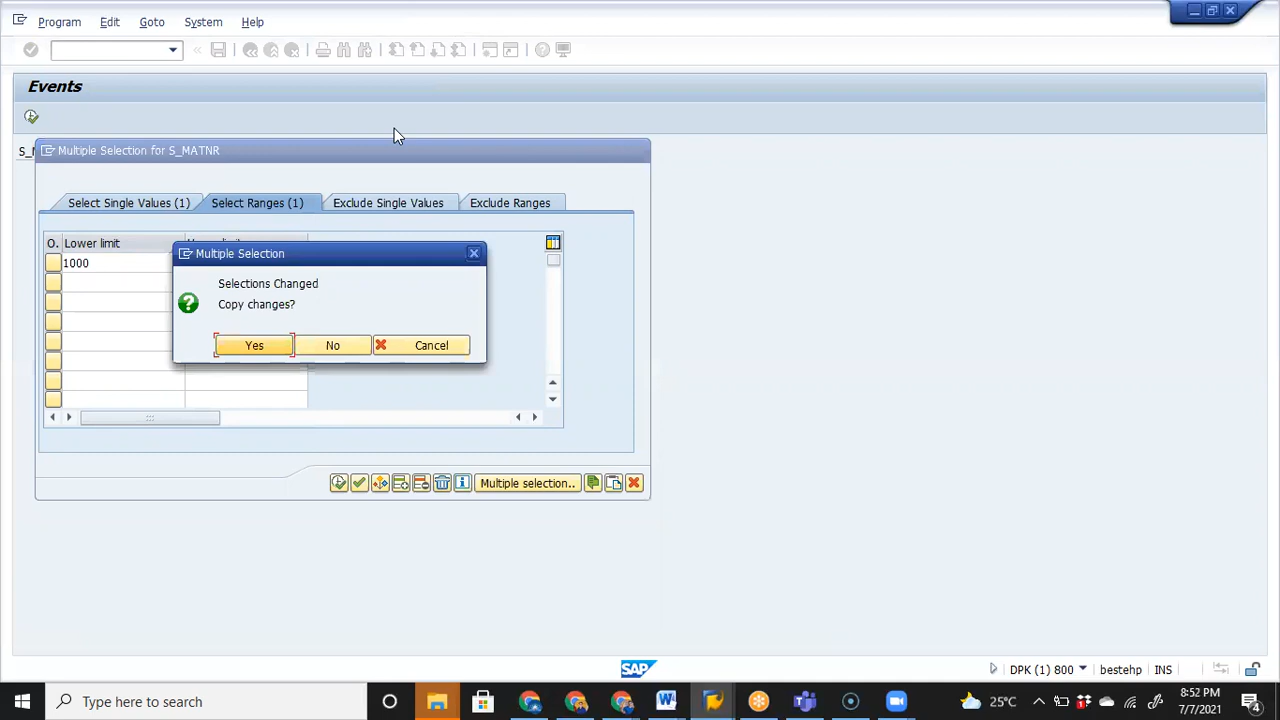 Program Edit Goto System Help
Events
S_M
Multiple Selection for S_MATNR
Select Single Values (1) Select Ranges (1) Exclude Single Values Exclude Ranges
O. Lower limit
1000
Multiple Selection
Selections Changed
Copy changes?
Yes No Cancel
Multiple selection..
SAP
DPK (1) 800 bestehp INS
Type here to search
25°C
8:52 PM
7/7/2021
4